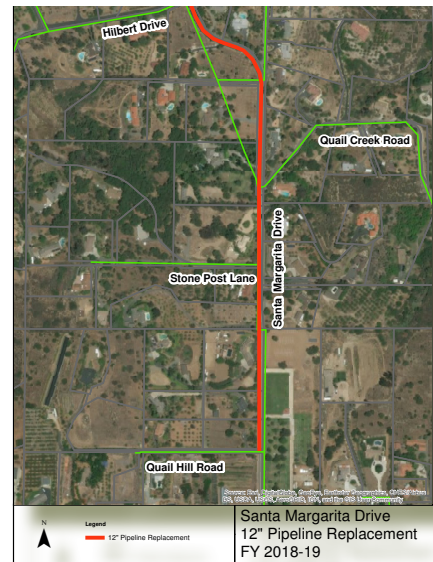 Hilbert Drive
Quail Creek Road
Santa Margarita Drive
Stone Post Lane
Quail Hill Road
N
Legend
12" Pipeline Replacement
Santa Margarita Drive
12" Pipeline Replacement
FY 2018-19